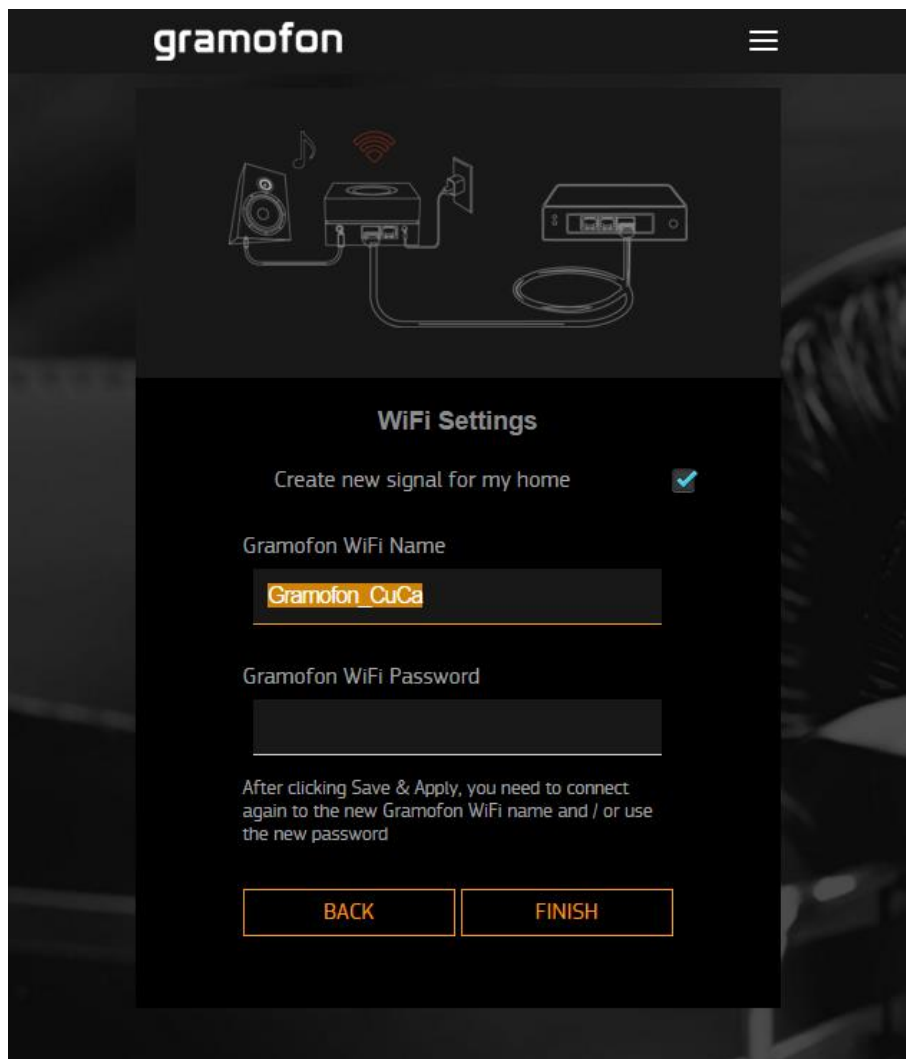 gramofon
WiFi Settings
Create new signal for my home
Gramofon WiFi Name
Gramofon_CuCa
Gramofon WiFi Password
After clicking Save & Apply, you need to connect
again to the new Gramofon WiFi name and / or use
the new password
BACK
FINISH